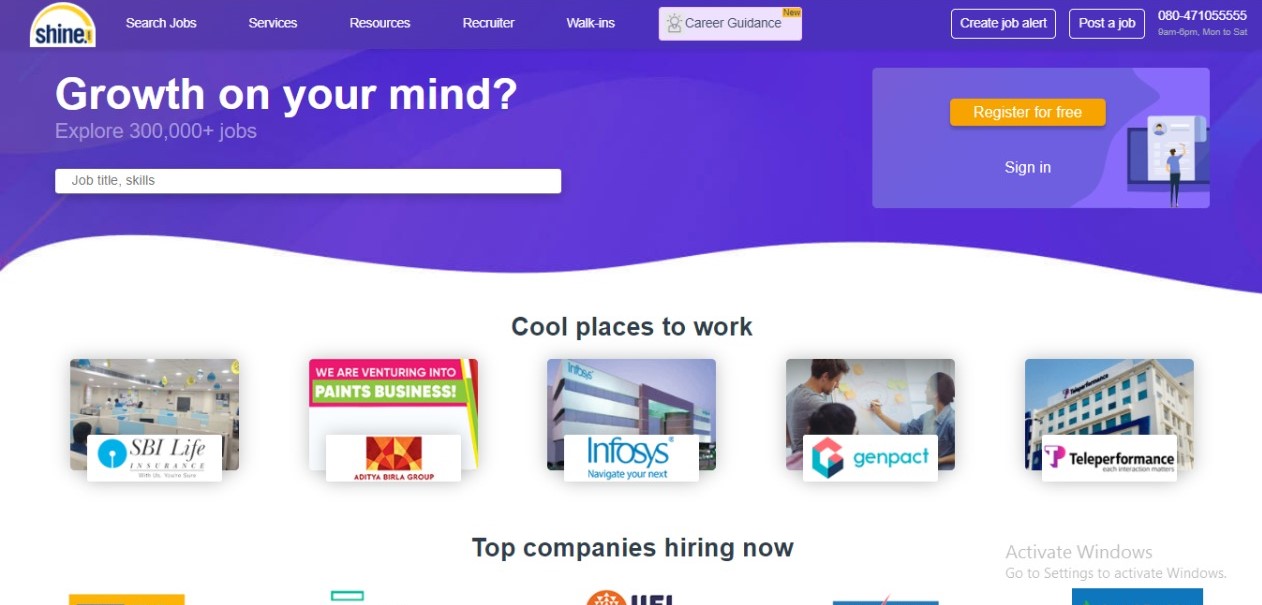 shine.
Search Jobs
Services
Resources
Recruiter
Walk-ins
Career Guidance
New
Create job alert
Post a job
080-471055555
9am-6pm, Mon to Sat
Growth on your mind?
Explore 300,000+ jobs
Job title, skills
Register for free
Sign in
Cool places to work
SBI Life
INSURANCE
With Us, You're Sure
WE ARE VENTURING INTO
PAINTS BUSINESS!
ADITYA BIRLA GROUP
Infosys
Infosys®
Navigate your next
genpact
Teleperformance
Teleperformance
each interaction matters
Top companies hiring now
Activate Windows
Go to Settings to activate Windows.